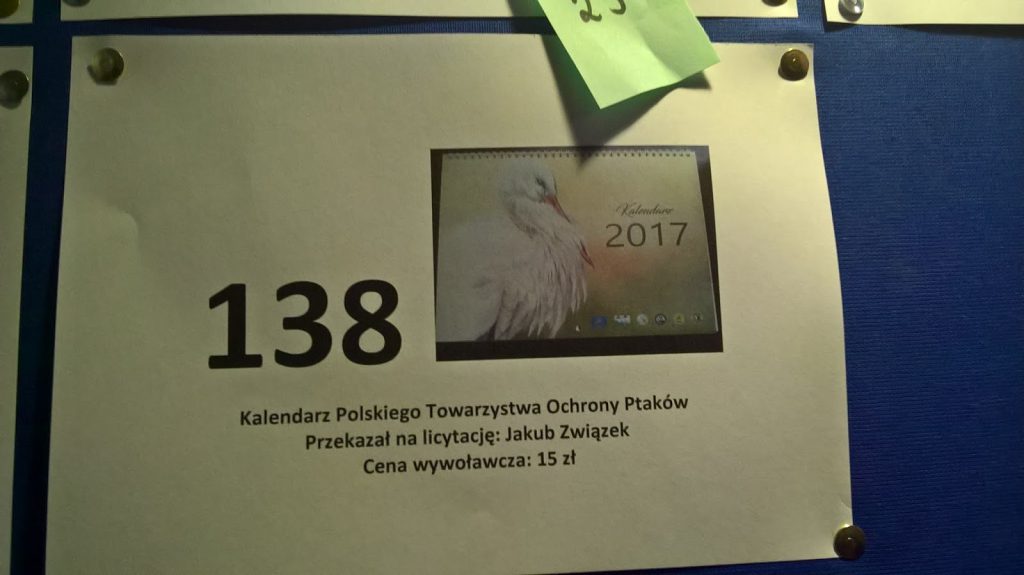 138
Kalendarz
2017
Kalendarz Polskiego Towarzystwa Ochrony Ptaków
Przekazał na licytację: Jakub Związek
Cena wywoławcza: 15 zł